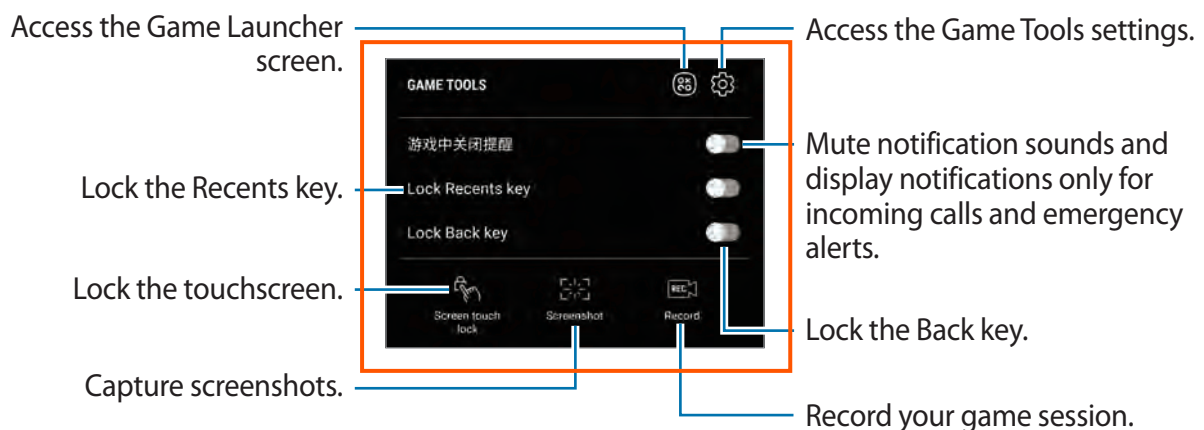 Access the Game Launcher
screen.
Access the Game Tools settings.
GAME TOOLS
游戏中关闭提醒
Mute notification sounds and
display notifications only for
incoming calls and emergency
alerts.
Lock the Recents key.
Lock Recents key
Lock Back key
Lock the touchscreen.
REC
Screen touch
lock
Screenshot
Record
Lock the Back key.
Capture screenshots.
Record your game session.